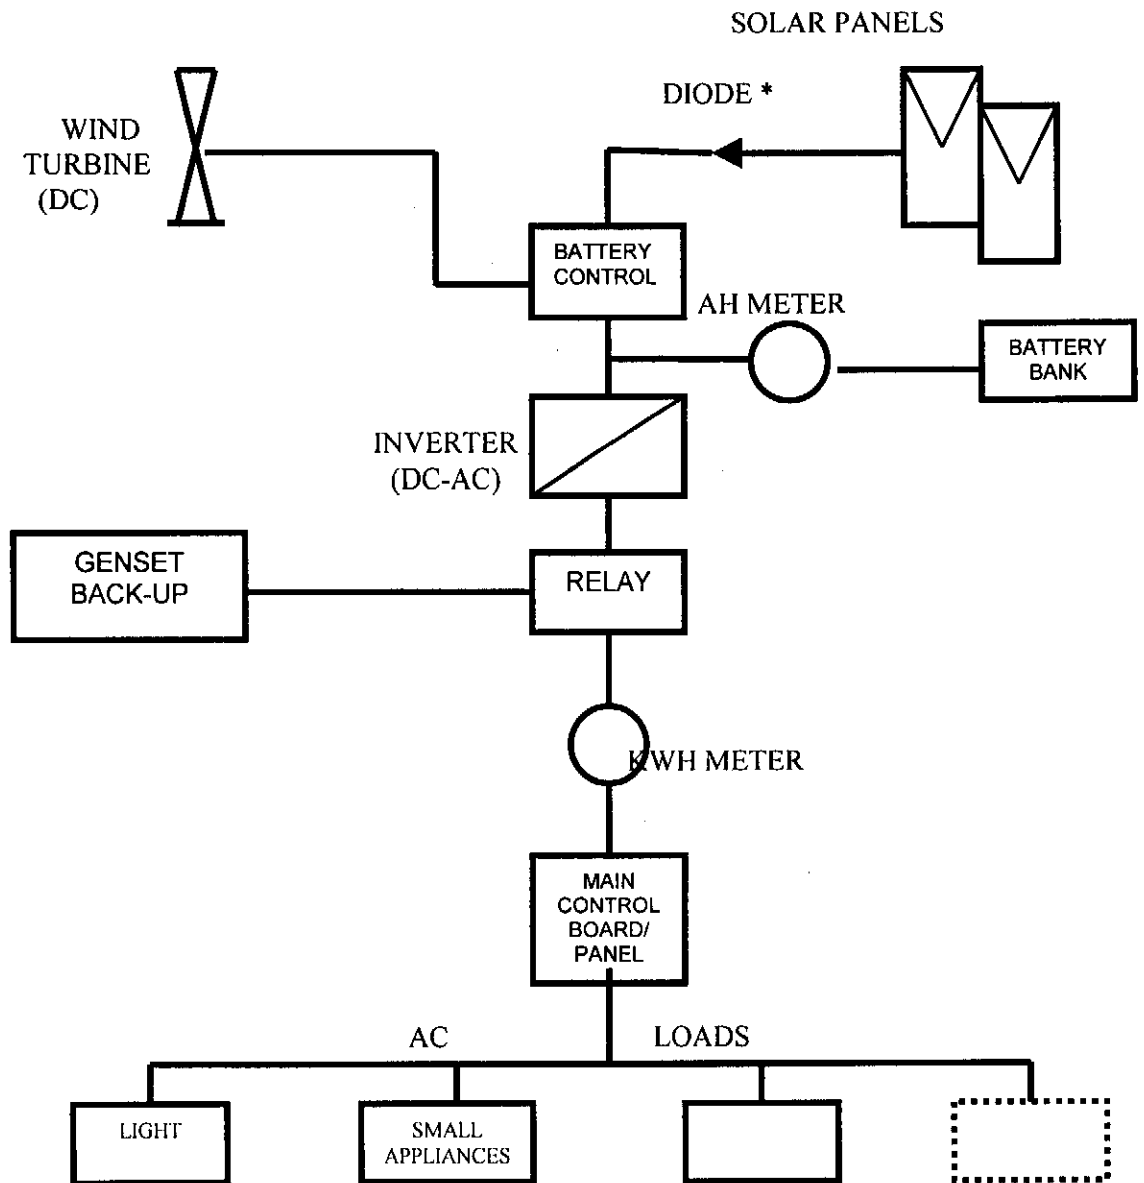 SOLAR PANELS
DIODE *
WIND
TURBINE
(DC)
BATTERY
CONTROL
AH METER
BATTERY
BANK
INVERTER
(DC-AC)
GENSET
BACK-UP
RELAY
KWH METER
MAIN
CONTROL
BOARD/
PANEL
AC LOADS
LIGHT
SMALL
APPLIANCES